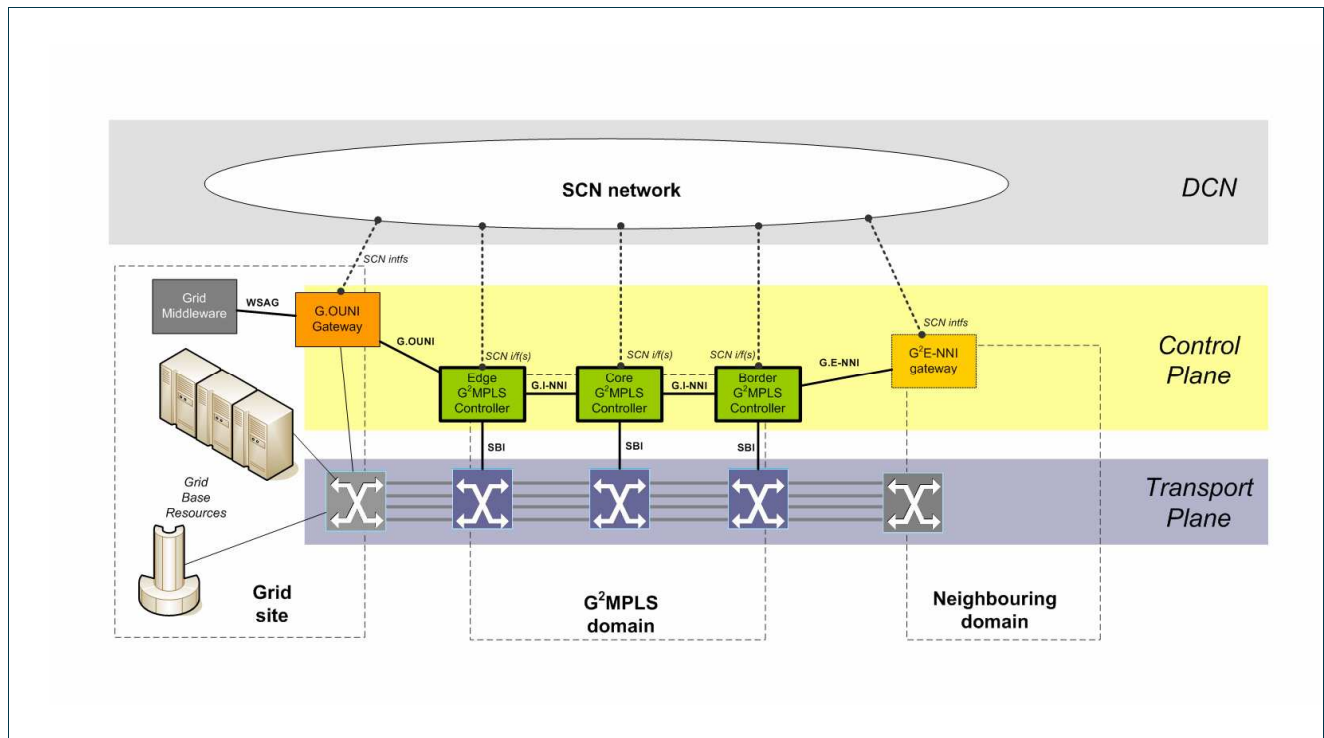 SCN network
DCN
SCN intfs
Grid
Middleware
WSAG
G.OUNI
Gateway
G.OUNI
SCN i/f(s)
SCN i/f(s)
SCN i/f(s)
SCN intfs
G²E-NNI
gateway
Control
Plane
Edge
G²MPLS
Controller
G.I-NNI
Core
G²MPLS
Controller
G.I-NNI
Border
G²MPLS
Controller
G.E-NNI
SBI
SBI
SBI
Grid
Base
Resources
Transport
Plane
Grid
site
G²MPLS
domain
Neighbouring
domain